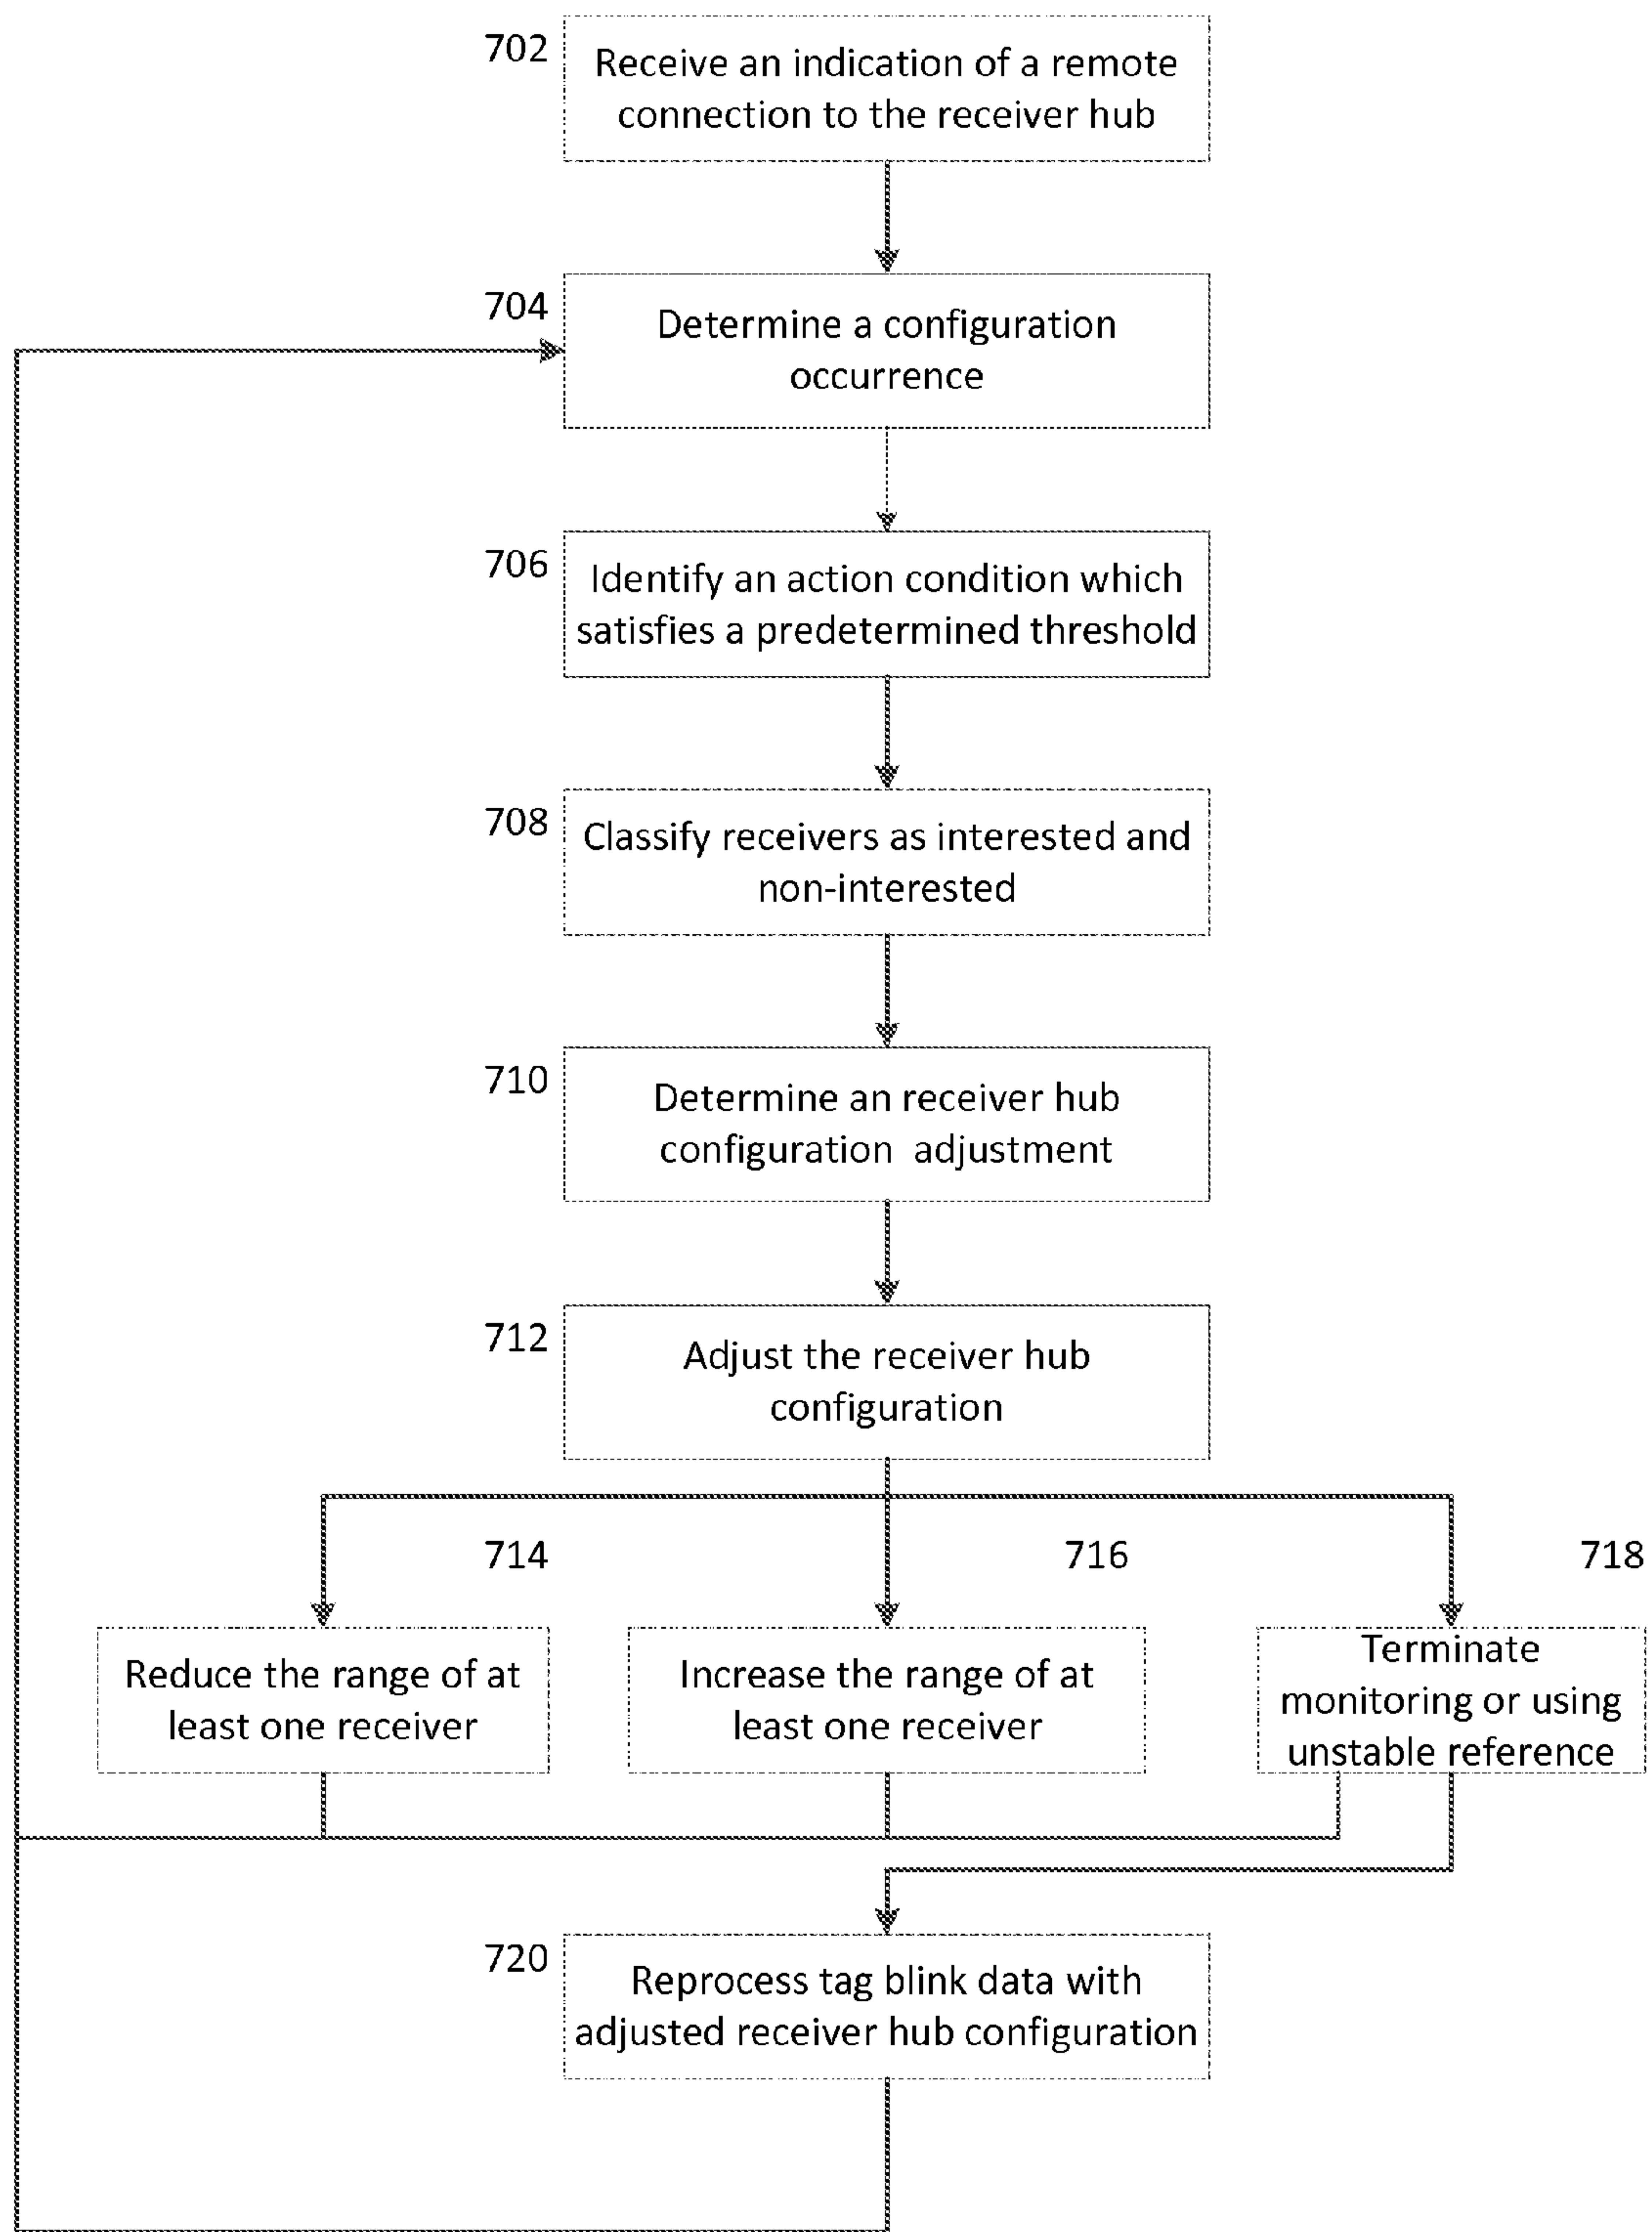 702
Receive an indication of a remote
connection to the receiver hub
704
Determine a configuration
occurrence
706
Identify an action condition which
satisfies a predetermined threshold
708
Classify receivers as interested and
non-interested
710
Determine an receiver hub
configuration adjustment
712
Adjust the receiver hub
configuration
714
Reduce the range of at
least one receiver
716
Increase the range of at
least one receiver
718
Terminate
monitoring or using
unstable reference
720
Reprocess tag blink data with
adjusted receiver hub configuration